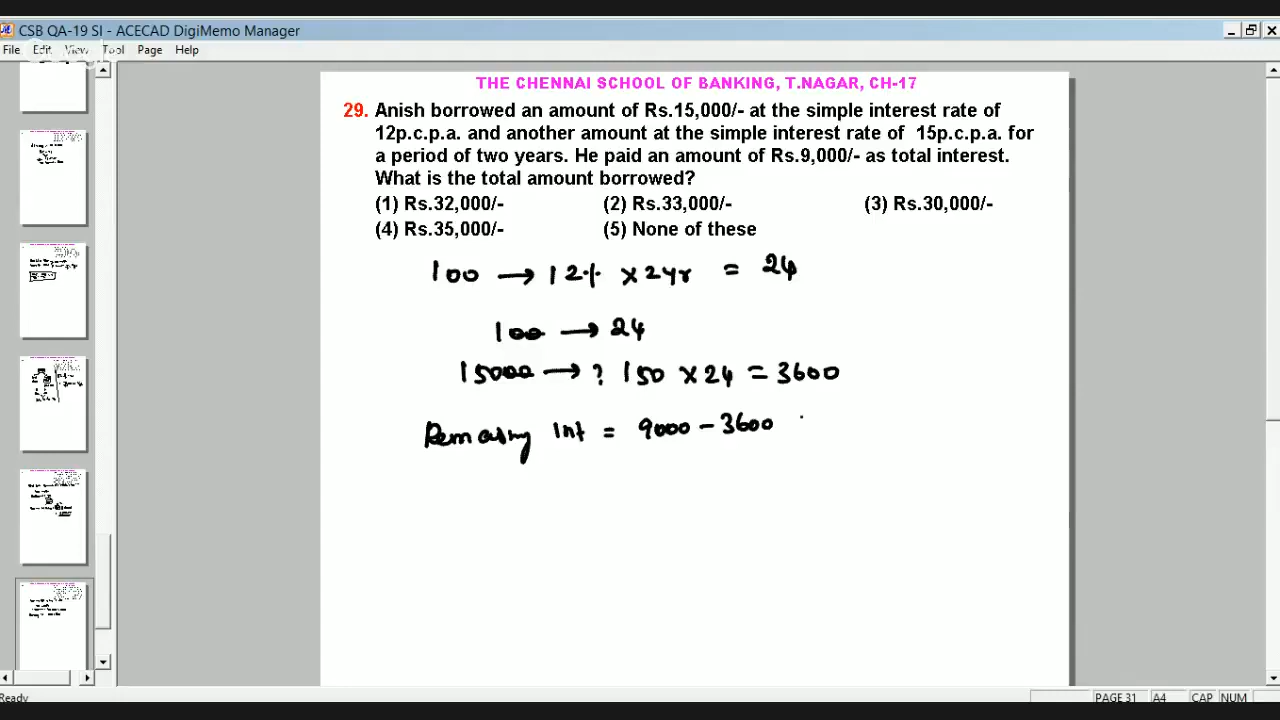 CSB QA-19 SI - ACECAD DigiMemo Manager
File Edit View Tool Page Help
THE CHENNAI SCHOOL OF BANKING, T.NAGAR, CH-17
29. Anish borrowed an amount of Rs.15,000/- at the simple interest rate of
12p.c.p.a. and another amount at the simple interest rate of 15p.c.p.a. for
a period of two years. He paid an amount of Rs.9,000/- as total interest.
What is the total amount borrowed?
(1) Rs.32,000/- (2) Rs.33,000/- (3) Rs.30,000/-
(4) Rs.35,000/- (5) None of these
100 → 12% × 2yr = 24
100 → 24
15000 → ? 150 × 24 = 3600
Remaining Int = 9000 - 3600
Ready PAGE 31 A4 CAP NUM